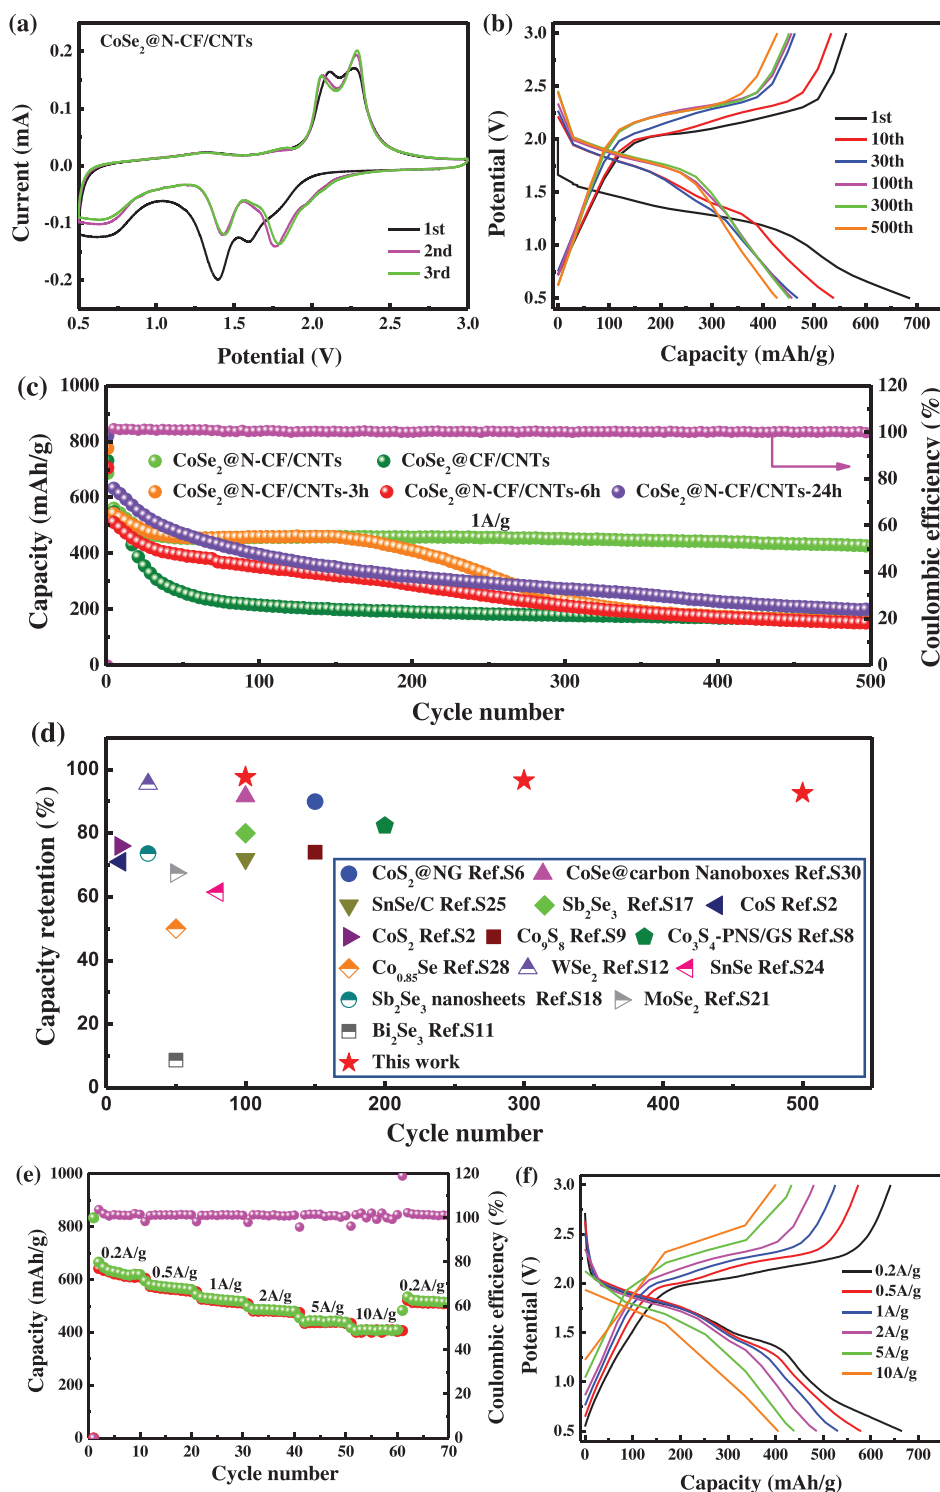 (a)
CoSe2@N-CF/CNTs
Current (mA)
0.2
0.1
0.0
-0.1
-0.2
1st
2nd
3rd
0.5 1.0 1.5 2.0 2.5 3.0
Potential (V)
(b)
Potential (V)
3.0
2.5
2.0
1.5
1.0
0.5
1st
10th
30th
100th
300th
500th
0 100 200 300 400 500 600 700
Capacity (mAh/g)
(c)
Capacity (mAh/g)
1000
800
600
400
200
0
CoSe2@N-CF/CNTs CoSe2@CF/CNTs
CoSe2@N-CF/CNTs-3h CoSe2@N-CF/CNTs-6h CoSe2@N-CF/CNTs-24h
1A/g
120
100
80
60
40
20
0
Coulombic efficiency (%)
0 100 200 300 400 500
Cycle number
(d)
Capacity retention (%)
100
80
60
40
20
0
CoS2@NG Ref.S6 CoSe@carbon Nanoboxes Ref.S30
SnSe/C Ref.S25 Sb2Se3 Ref.S17 CoS Ref.S2
CoS2 Ref.S2 Co9S8 Ref.S9 Co3S4-PNS/GS Ref.S8
Co0.85Se Ref.S28 WSe2 Ref.S12 SnSe Ref.S24
Sb2Se3 nanosheets Ref.S18 MoSe2 Ref.S21
Bi2Se3 Ref.S11
This work
0 100 200 300 400 500
Cycle number
(e)
Capacity (mAh/g)
1000
800
600
400
200
0
0.2A/g
0.5A/g
1A/g
2A/g
5A/g
10A/g
0.2A/g
120
100
80
60
40
20
0
Coulombic efficiency (%)
0 10 20 30 40 50 60 70
Cycle number
(f)
Potential (V)
3.0
2.5
2.0
1.5
1.0
0.5
0.2A/g
0.5A/g
1A/g
2A/g
5A/g
10A/g
0 100 200 300 400 500 600 700
Capacity (mAh/g)